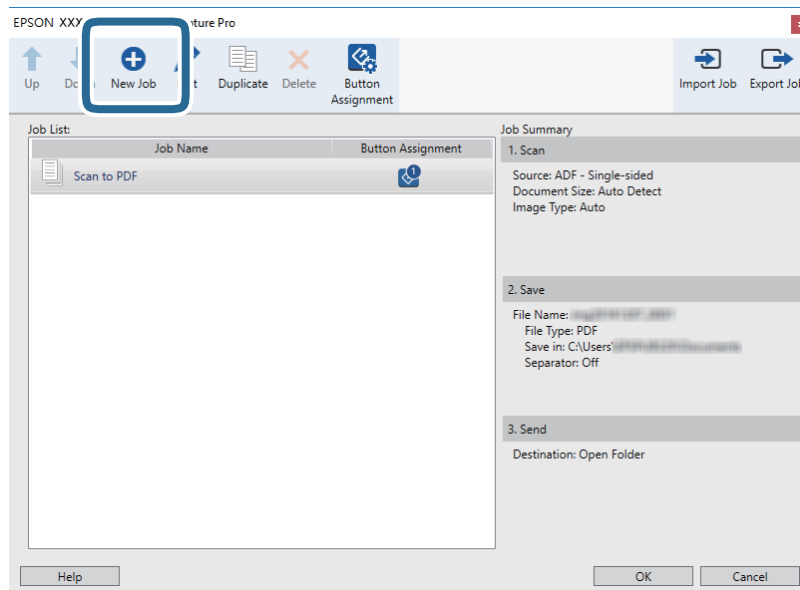 EPSON XXX ture Pro
Up
New Job
Duplicate
Delete
Button
Assignment
Import Job
Export Job
Job List:
Job Name
Button Assignment
Scan to PDF
1
Job Summary
1. Scan
Source: ADF - Single-sided
Document Size: Auto Detect
Image Type: Auto
2. Save
File Name:
File Type: PDF
Save in: C:\Users\
Separator: Off
3. Send
Destination: Open Folder
Help
OK
Cancel